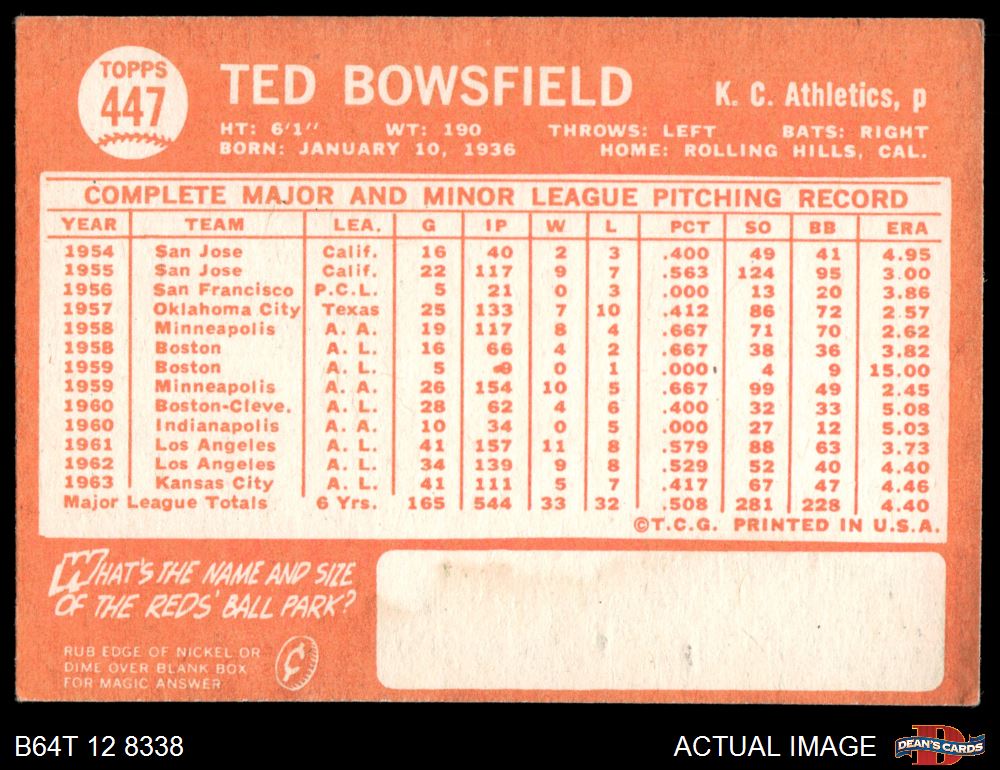 TOPPS
447
TED BOWSFIELD
K. C. Athletics, p
HT: 6'1" WT: 190 THROWS: LEFT BATS: RIGHT
BORN: JANUARY 10, 1936 HOME: ROLLING HILLS, CAL.
COMPLETE MAJOR AND MINOR LEAGUE PITCHING RECORD
YEAR TEAM LEA. G IP W L PCT SO BB ERA
1954 San Jose Calif. 16 40 2 3 .400 49 41 4.95
1955 San Jose Calif. 22 117 9 7 .563 124 95 3.00
1956 San Francisco P.C.L. 5 21 0 3 .000 13 20 3.86
1957 Oklahoma City Texas 25 133 7 10 .412 86 72 2.57
1958 Minneapolis A. A. 19 117 8 4 .667 71 70 2.62
1958 Boston A. L. 16 66 4 2 .667 38 36 3.82
1959 Boston A. L. 5 9 0 1 .000 4 9 15.00
1959 Minneapolis A. A. 26 154 10 5 .667 99 49 2.45
1960 Boston-Cleve. A. L. 28 62 4 6 .400 32 33 5.08
1960 Indianapolis A. A. 10 34 0 5 .000 27 12 5.03
1961 Los Angeles A. L. 41 157 11 8 .579 88 63 3.73
1962 Los Angeles A. L. 34 139 9 8 .529 52 40 4.40
1963 Kansas City A. L. 41 111 5 7 .417 67 47 4.46
Major League Totals 6 Yrs. 165 544 33 32 .508 281 228 4.40
©T.C.G. PRINTED IN U.S.A.
WHAT'S THE NAME AND SIZE
OF THE REDS' BALL PARK?
RUB EDGE OF NICKEL OR
DIME OVER BLANK BOX
FOR MAGIC ANSWER
¢
B64T 12 8338
ACTUAL IMAGE
D
DEAN'S CARDS